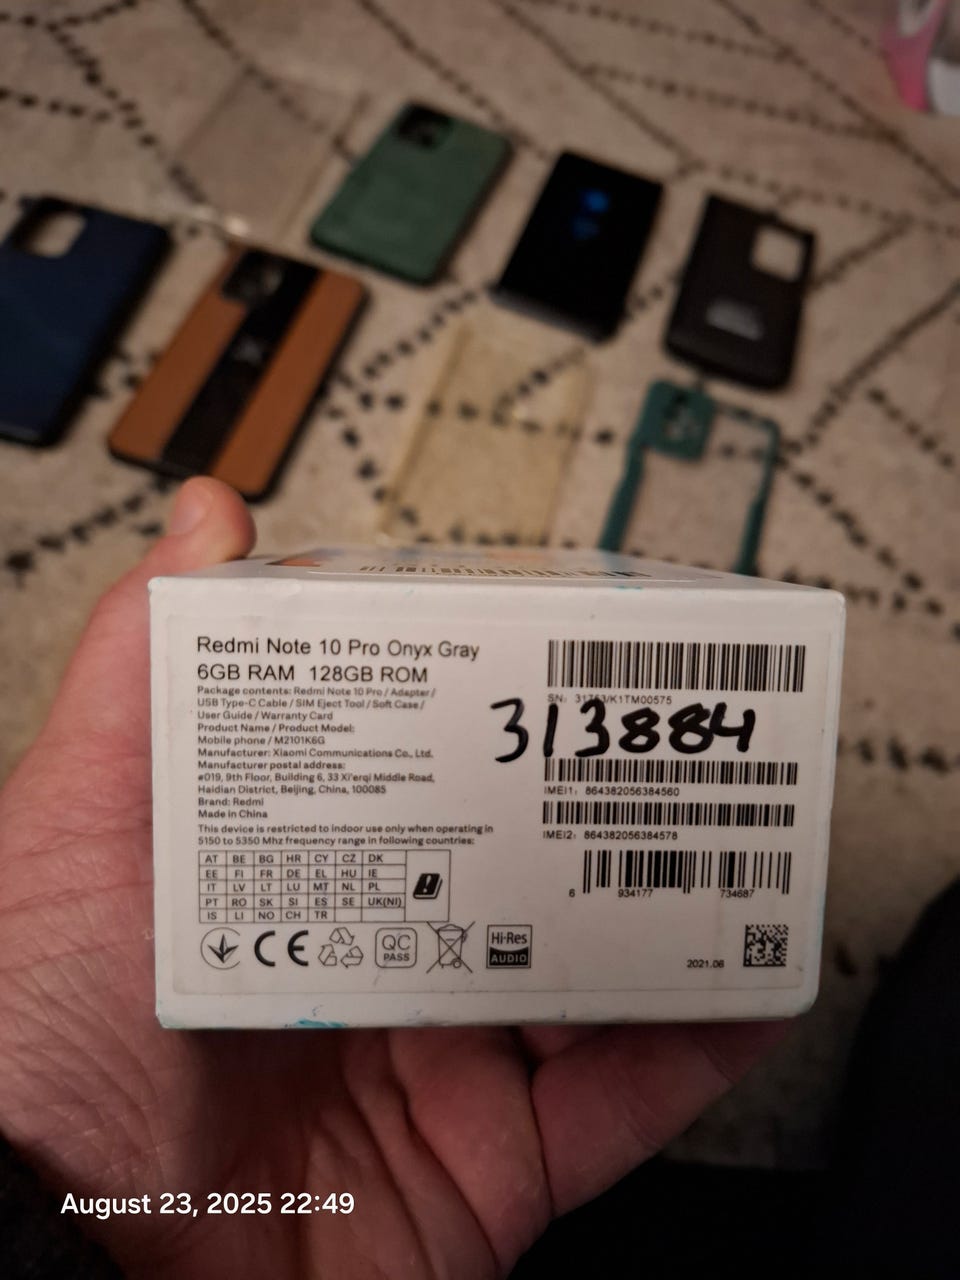 Redmi Note 10 Pro Onyx Gray
6GB RAM 128GB ROM
Package contents: Redmi Note 10 Pro / Adapter /
USB Type-C Cable / SIM Eject Tool / Soft Case /
User Guide / Warranty Card
Product Name / Product Model:
Mobile phone / M2101K6G
Manufacturer: Xiaomi Communications Co., Ltd.
Manufacturer postal address:
#019, 9th Floor, Building 6, 33 Xi'erqi Middle Road,
Haidian District, Beijing, China, 100085
Brand: Redmi
Made in China
This device is restricted to indoor use only when operating in
5150 to 5350 Mhz frequency range in following countries:
AT BE BG HR CY CZ DK
EE FI FR DE EL HU IE
IT LV LT LU MT NL PL
PT RO SK SI ES SE UK(NI)
IS LI NO CH TR
CE
QC
PASS
Hi-Res
AUDIO
SN: /K1TM00575
313884
IMEI1: 864382056384560
IMEI2: 864382056384578
6 934177 734687
2021.06
August 23, 2025 22:49